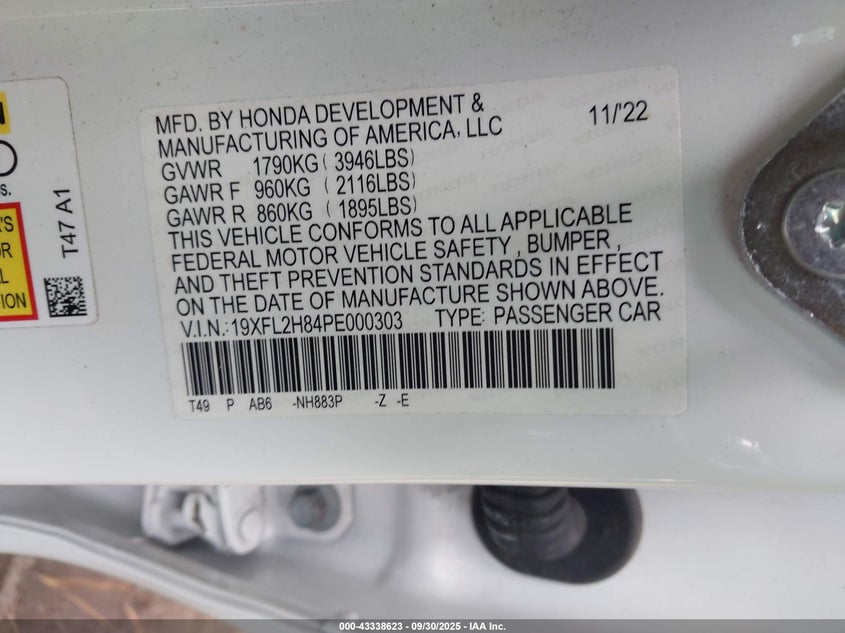 MFD. BY HONDA DEVELOPMENT &
MANUFACTURING OF AMERICA, LLC 11/'22
GVWR 1790KG ( 3946LBS)
GAWR F 960KG ( 2116LBS)
GAWR R 860KG ( 1895LBS)
THIS VEHICLE CONFORMS TO ALL APPLICABLE
FEDERAL MOTOR VEHICLE SAFETY , BUMPER ,
AND THEFT PREVENTION STANDARDS IN EFFECT
ON THE DATE OF MANUFACTURE SHOWN ABOVE.
V.I.N.:19XFL2H84PE000303 TYPE: PASSENGER CAR
T49 P AB6 -NH883P -Z -E
T47 A1
000-43338623 - 09/30/2025 - IAA Inc.